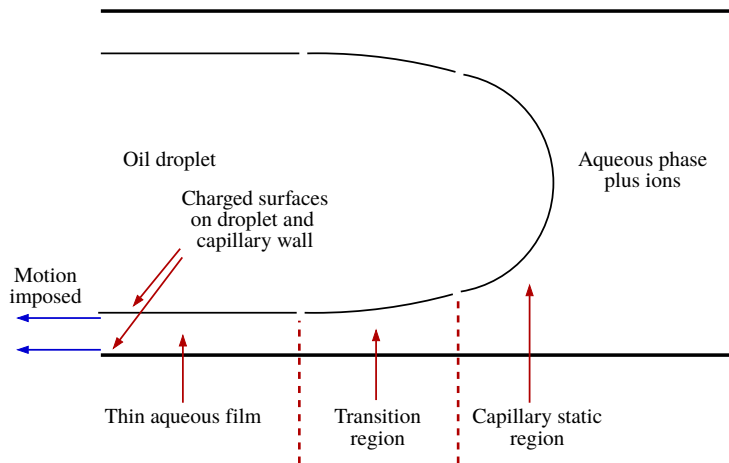 Oil droplet
Aqueous phase
plus ions
Charged surfaces
on droplet and
capillary wall
Motion
imposed
Thin aqueous film
Transition
region
Capillary static
region